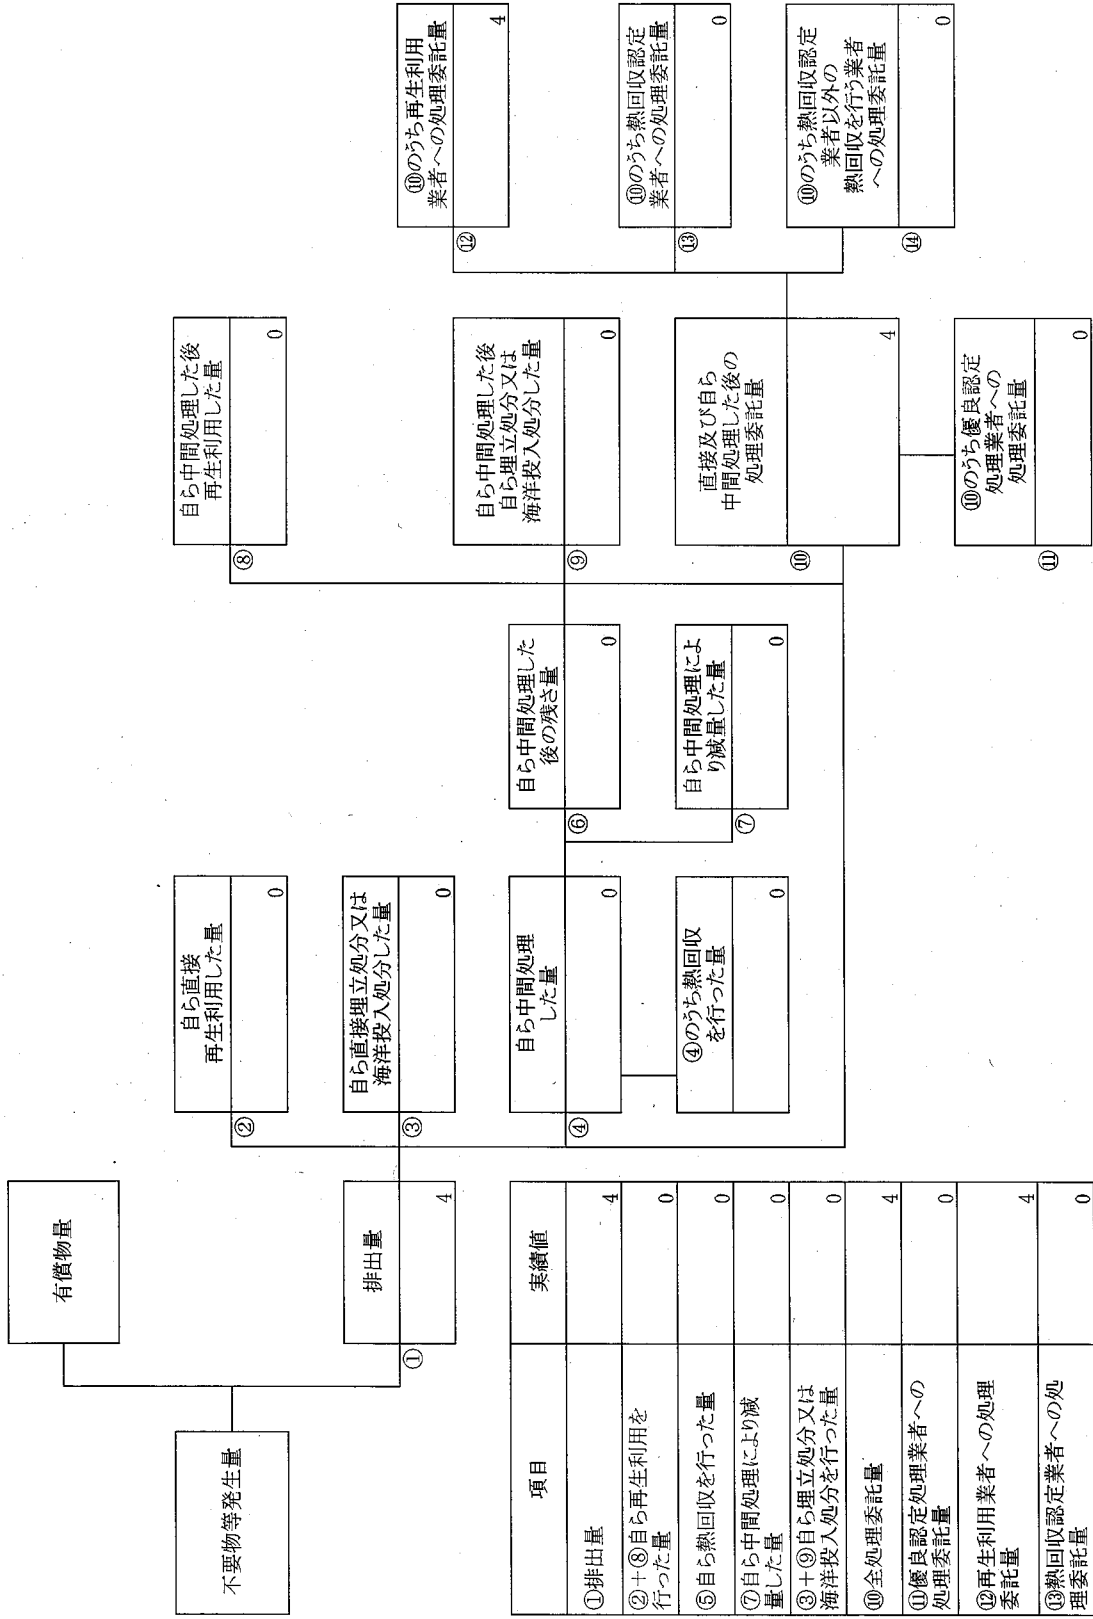 不要物等発生量
有償物量
排出量
①
4
②
自ら直接
再生利用した量
0
③
自ら直接埋立処分又は
海洋投入処分した量
0
④
自ら中間処理
した量
0
④のうち熱回収
を行った量
0
⑥
自ら中間処理した
後の残さ量
0
⑦
自ら中間処理によ
り減量した量
0
⑧
自ら中間処理した後
再生利用した量
0
⑨
自ら中間処理した後
自ら埋立処分又は
海洋投入処分した量
0
⑩
直接及び自ら
中間処理した後の
処理委託量
4
⑪
⑩のうち優良認定
処理業者への
処理委託量
0
⑫
⑩のうち再生利用
業者への処理委託量
4
⑬
⑩のうち熱回収認定
業者への処理委託量
0
⑭
⑩のうち熱回収認定
業者以外の
熱回収を行う業者
への処理委託量
0
項目 実績値
①排出量 4
②+⑧自ら再生利用を
行った量 0
⑤自ら熱回収を行った量 0
⑦自ら中間処理により減
量した量 0
③+⑨自ら埋立処分又は
海洋投入処分を行った量 0
⑩全処理委託量 4
⑪優良認定処理業者への
処理委託量 0
⑫再生利用業者への処理
委託量 4
⑬熱回収認定業者への処
理委託量 0